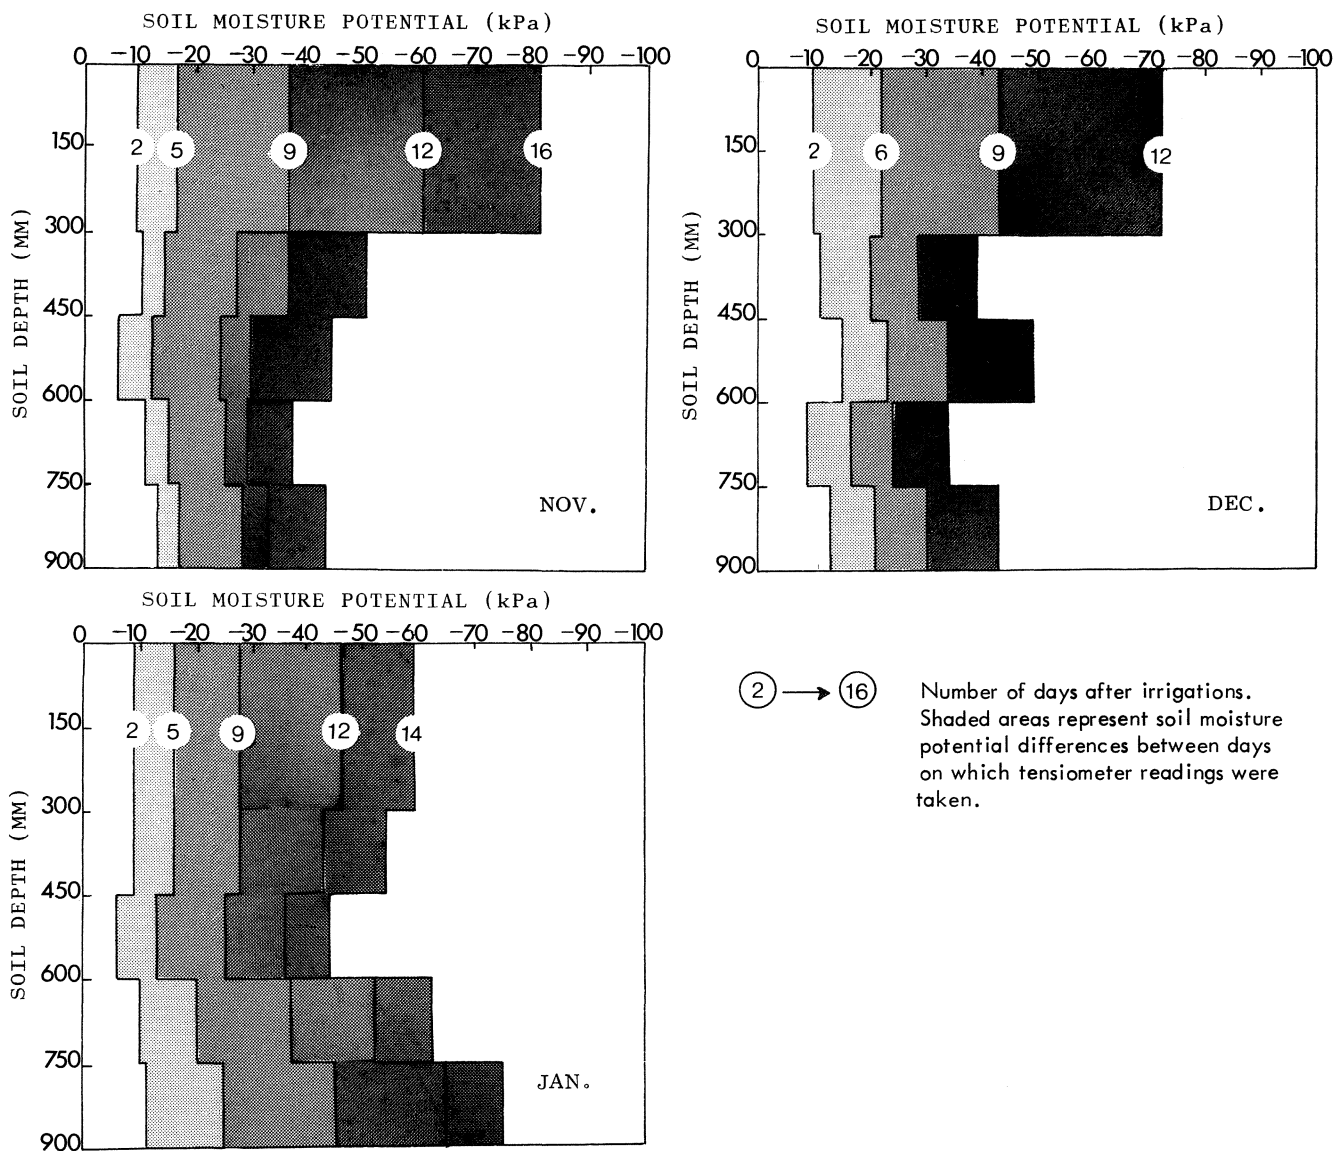 SOIL MOISTURE POTENTIAL (kPa)
0 -10 -20 -30 -40 -50 -60 -70 -80 -90 -100
SOIL DEPTH (MM)
150
300
450
600
750
900
2 5 9 12 16
NOV.
SOIL MOISTURE POTENTIAL (kPa)
0 -10 -20 -30 -40 50 -60 -70 -80 -90 -100
SOIL DEPTH (MM)
150
300
450
600
750
900
2 6 9 12
DEC.
SOIL MOISTURE POTENTIAL (kPa)
0 -10 -20 -30 -40 -50 -60 -70 -80 -90 -100
SOIL DEPTH (MM)
150
300
450
600
750
900
2 5 9 12 14
JAN.
2 → 16
Number of days after irrigations.
Shaded areas represent soil moisture
potential differences between days
on which tensiometer readings were
taken.